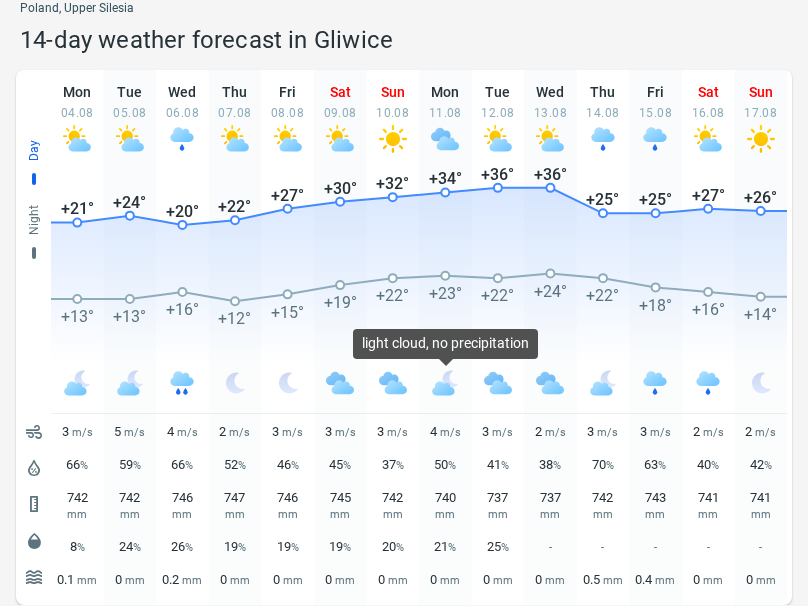 Poland, Upper Silesia
14-day weather forecast in Gliwice
Mon Tue Wed Thu Fri Sat Sun Mon Tue Wed Thu Fri Sat Sun
04.08 05.08 06.08 07.08 08.08 09.08 10.08 11.08 12.08 13.08 14.08 15.08 16.08 17.08
Day
+21° +24° +20° +22° +27° +30° +32° +34° +36° +36° +25° +25° +27° +26°
Night
+13° +13° +16° +12° +15° +19° +22° +23° +22° +24° +22° +18° +16° +14°
light cloud, no precipitation
3 m/s 5 m/s 4 m/s 2 m/s 3 m/s 3 m/s 3 m/s 4 m/s 3 m/s 2 m/s 3 m/s 3 m/s 2 m/s 2 m/s
66% 59% 66% 52% 46% 45% 37% 50% 41% 38% 70% 63% 40% 42%
742 742 746 747 746 745 742 740 737 737 742 743 741 741
mm mm mm mm mm mm mm mm mm mm mm mm mm mm
8% 24% 26% 19% 19% 19% 20% 21% 25% - - - - -
0.1 mm 0 mm 0.2 mm 0 mm 0 mm 0 mm 0 mm 0 mm 0 mm 0 mm 0.5 mm 0.4 mm 0 mm 0 mm